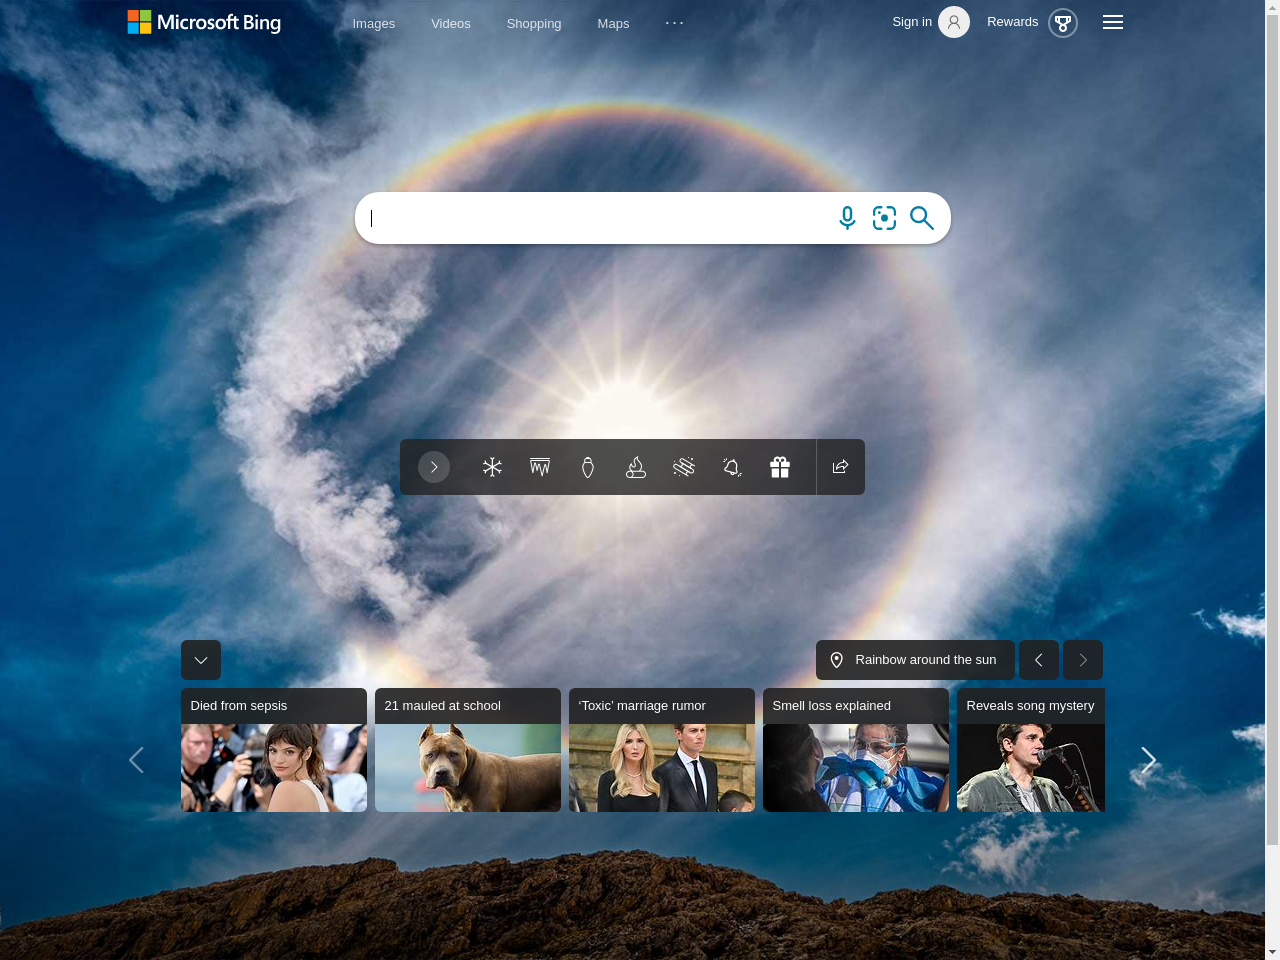 Microsoft Bing
Images
Videos
Shopping
Maps
Sign in
Rewards
Rainbow around the sun
Died from sepsis
21 mauled at school
‘Toxic’ marriage rumor
Smell loss explained
Reveals song mystery